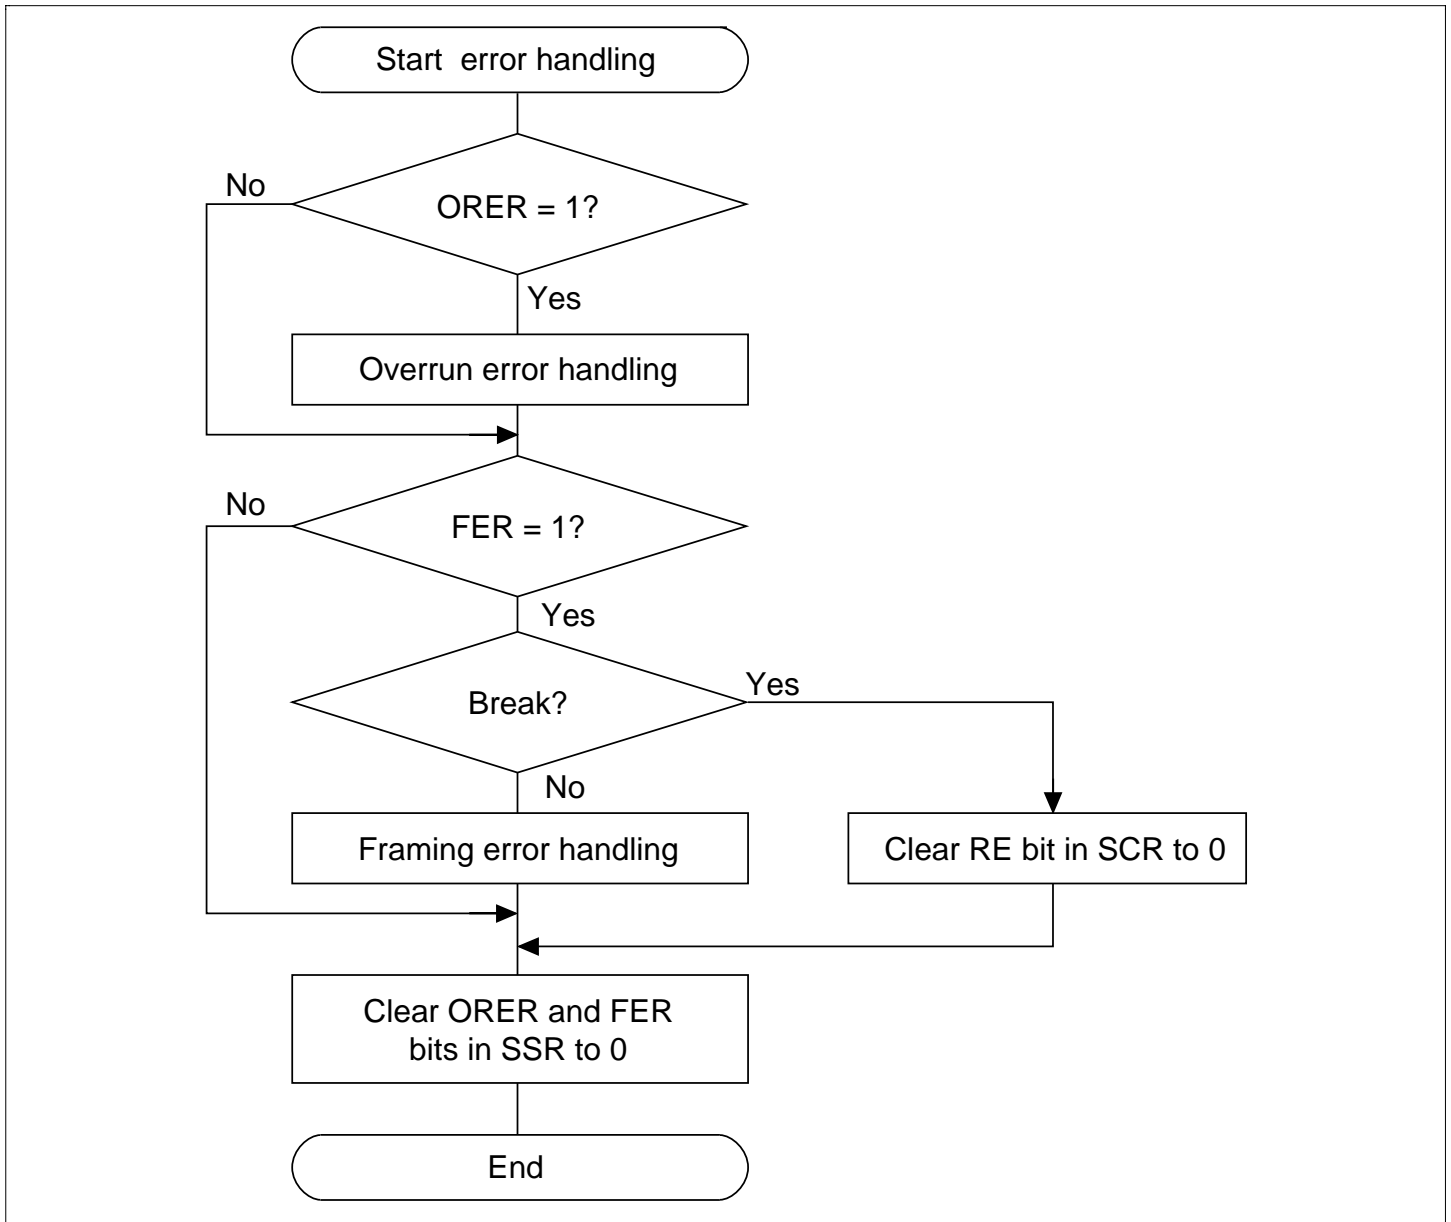 Start  error handling
No
ORER = 1?
Yes
Overrun error handling
No
FER = 1?
Yes
Yes
Break?
No
Framing error handling
Clear RE bit in SCR to 0
Clear ORER and FER
bits in SSR to 0
End